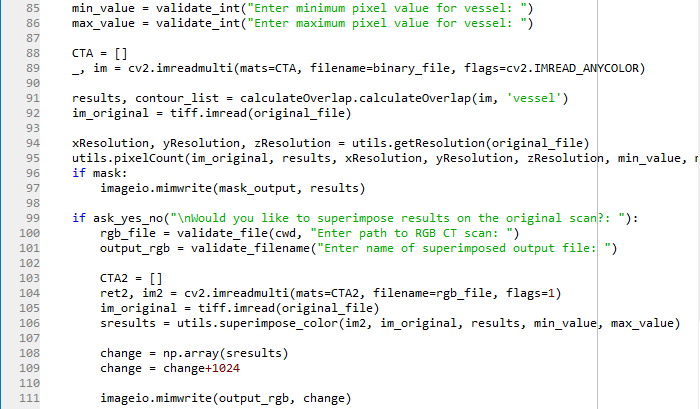 85 min_value = validate_int("Enter minimum pixel value for vessel: ")
86 max_value = validate_int("Enter maximum pixel value for vessel: ")
87
88 CTA = []
89 _, im = cv2.imreadmulti(mats=CTA, filename=binary_file, flags=cv2.IMREAD_ANYCOLOR)
90
91 results, contour_list = calculateOverlap.calculateOverlap(im, 'vessel')
92 im_original = tiff.imread(original_file)
93
94 xResolution, yResolution, zResolution = utils.getResolution(original_file)
95 utils.pixelCount(im_original, results, xResolution, yResolution, zResolution, min_value,
96 if mask:
97 imageio.mimwrite(mask_output, results)
98
99 if ask_yes_no("\nWould you like to superimpose results on the original scan?: "):
100 rgb_file = validate_file(cwd, "Enter path to RGB CT scan: ")
101 output_rgb = validate_filename("Enter name of superimposed output file: ")
102
103 CTA2 = []
104 ret2, im2 = cv2.imreadmulti(mats=CTA2, filename=rgb_file, flags=1)
105 im_original = tiff.imread(original_file)
106 sresults = utils.superimpose_color(im2, im_original, results, min_value, max_value)
107
108 change = np.array(sresults)
109 change = change+1024
110
111 imageio.mimwrite(output_rgb, change)